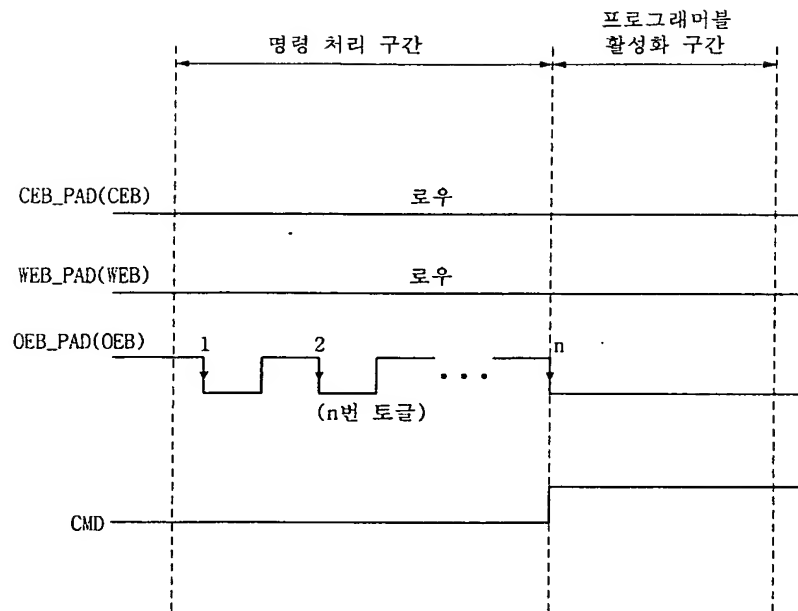 명령 처리 구간
프로그래머블
활성화 구간
CEB_PAD(CEB)
로우
WEB_PAD(WEB)
로우
OEB_PAD(OEB)
1
2
n
(n번 토글)
CMD